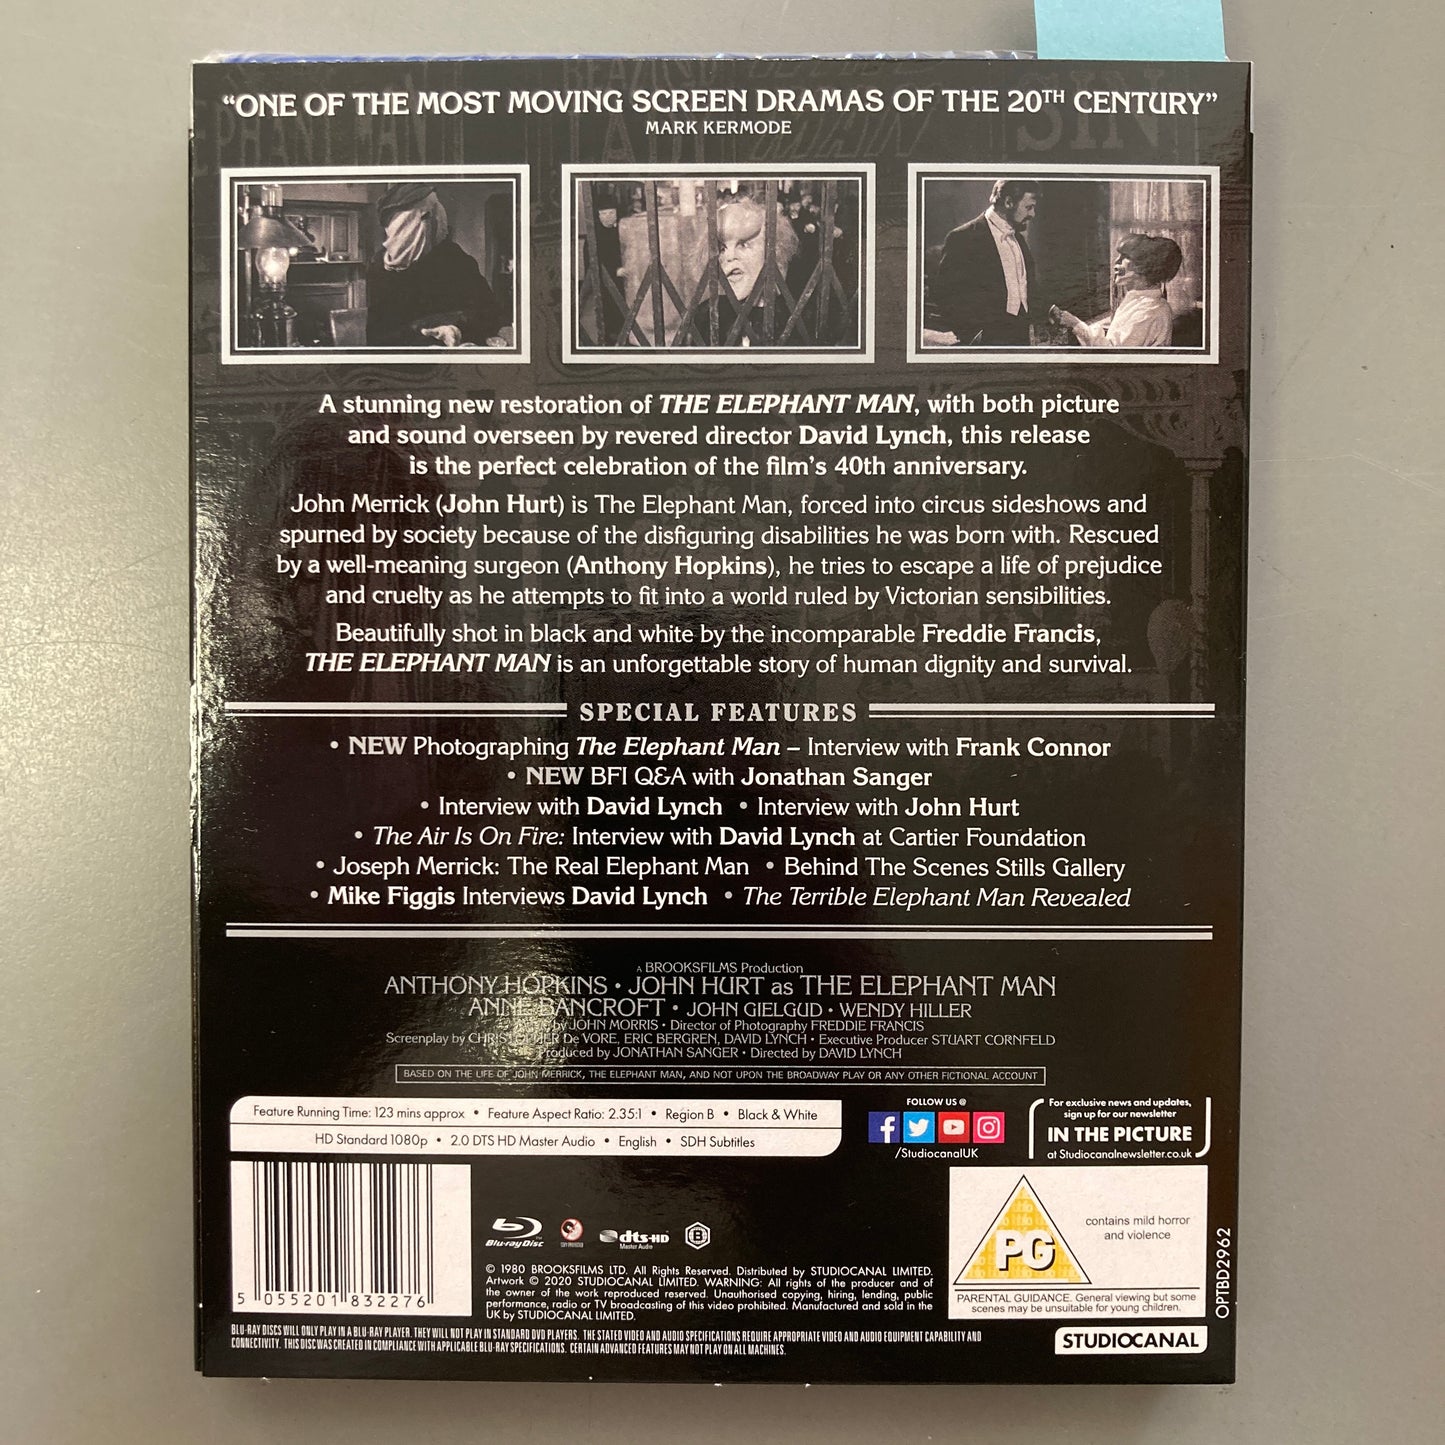 “ONE OF THE MOST MOVING SCREEN DRAMAS OF THE 20TH CENTURY”
MARK KERMODE
A stunning new restoration of THE ELEPHANT MAN, with both picture
and sound overseen by revered director David Lynch, this release
is the perfect celebration of the film's 40th anniversary.
John Merrick (John Hurt) is The Elephant Man, forced into circus sideshows and
spurned by society because of the disfiguring disabilities he was born with. Rescued
by a well-meaning surgeon (Anthony Hopkins), he tries to escape a life of prejudice
and cruelty as he attempts to fit into a world ruled by Victorian sensibilities.
Beautifully shot in black and white by the incomparable Freddie Francis,
THE ELEPHANT MAN is an unforgettable story of human dignity and survival.
SPECIAL FEATURES
• NEW Photographing The Elephant Man – Interview with Frank Connor
• NEW BFI Q&A with Jonathan Sanger
• Interview with David Lynch • Interview with John Hurt
• The Air Is On Fire: Interview with David Lynch at Cartier Foundation
• Joseph Merrick: The Real Elephant Man • Behind The Scenes Stills Gallery
• Mike Figgis Interviews David Lynch • The Terrible Elephant Man Revealed
A BROOKSFILMS Production
ANTHONY HOPKINS • JOHN HURT as THE ELEPHANT MAN
ANNE BANCROFT • JOHN GIELGUD • WENDY HILLER
by JOHN MORRIS • Director of Photography FREDDIE FRANCIS
Screenplay by CHRISTOPHER De VORE, ERIC BERGREN, DAVID LYNCH • Executive Producer STUART CORNFELD
Produced by JONATHAN SANGER • Directed by DAVID LYNCH
BASED ON THE LIFE OF JOHN MERRICK, THE ELEPHANT MAN, AND NOT UPON THE BROADWAY PLAY OR ANY OTHER FICTIONAL ACCOUNT
Feature Running Time: 123 mins approx • Feature Aspect Ratio: 2.35:1 • Region B • Black & White
HD Standard 1080p • 2.0 DTS HD Master Audio • English • SDH Subtitles
FOLLOW US @
/StudiocanalUK
For exclusive news and updates,
sign up for our newsletter
IN THE PICTURE
at Studiocanalnewsletter.co.uk
5 055201 832276
Blu-ray Disc
dts-HD
Master Audio
B
© 1980 BROOKSFILMS LTD. All Rights Reserved. Distributed by STUDIOCANAL LIMITED.
Artwork © 2020 STUDIOCANAL LIMITED. WARNING: All rights of the producer and of
the owner of the work reproduced reserved. Unauthorised copying, hiring, lending, public
performance, radio or TV broadcasting of this video prohibited. Manufactured and sold in the
UK by STUDIOCANAL LIMITED.
PG
contains mild horror
and violence
PARENTAL GUIDANCE. General viewing but some
scenes may be unsuitable for young children.
OPTBD2962
BLU-RAY DISCS WILL ONLY PLAY IN A BLU-RAY PLAYER. THEY WILL NOT PLAY IN STANDARD DVD PLAYERS. THE STATED VIDEO AND AUDIO SPECIFICATIONS REQUIRE APPROPRIATE VIDEO AND AUDIO EQUIPMENT CAPABILITY AND
CONNECTIVITY. THIS DISC WAS CREATED IN COMPLIANCE WITH APPLICABLE BLU-RAY SPECIFICATIONS. CERTAIN ADVANCED FEATURES MAY NOT PLAY ON ALL MACHINES.
STUDIOCANAL